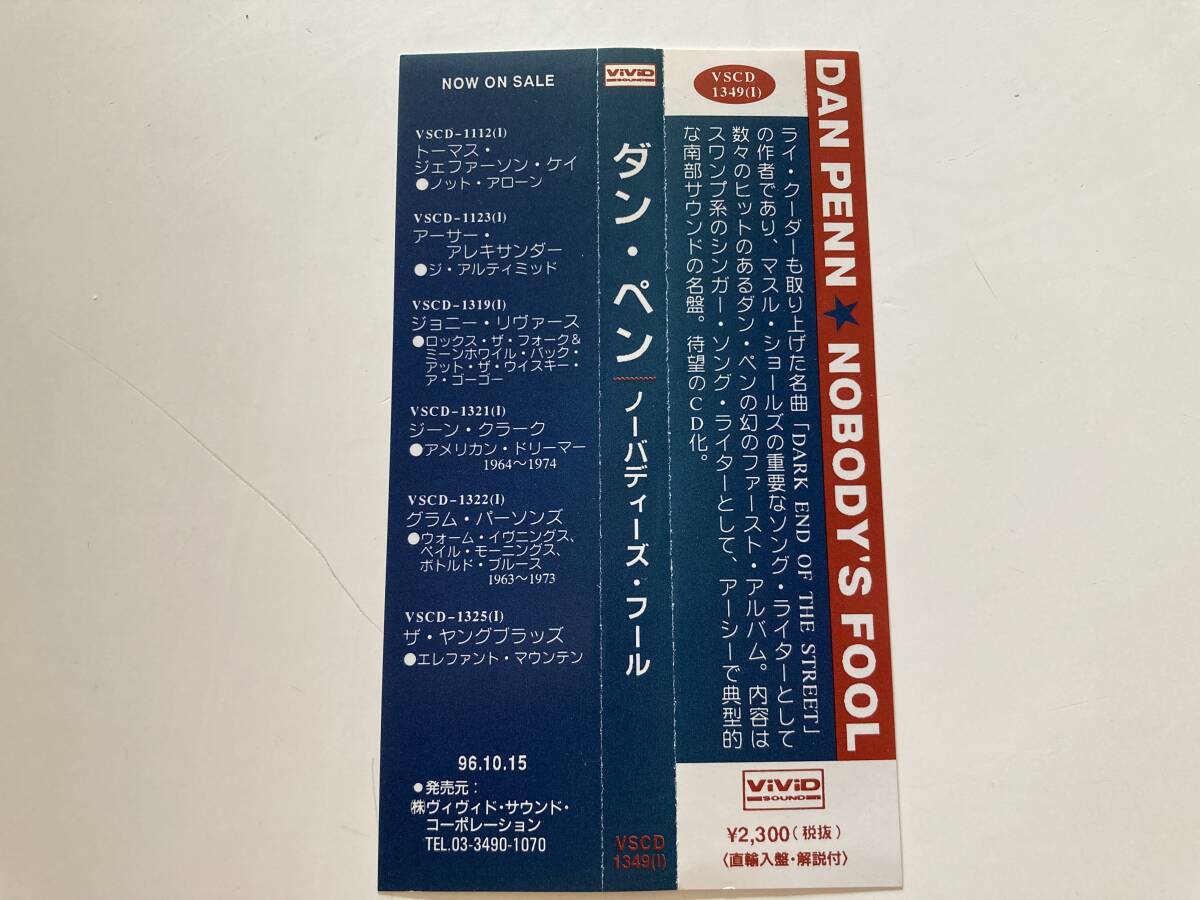 NOW ON SALE
VSCD-1112(I)
トーマス・
ジェファーソン・ケイ
●ノット・アローン
VSCD-1123(I)
アーサー・
アレキサンダー
●ジ・アルティミッド
VSCD-1319(I)
ジョニー・リヴァース
●ロックス・ザ・フォーク&
ミーンホワイル・バック・
アット・ザ・ウイスキー・
ア・ゴーゴー
VSCD-1321(I)
ジーン・クラーク
●アメリカン・ドリーマー
1964〜1974
VSCD-1322(I)
グラム・パーソンズ
●ウォーム・イヴニングス、
ペイル・モーニングス、
ボトルド・ブルース
1963〜1973
VSCD-1325(I)
ザ・ヤングブラッズ
●エレファント・マウンテン
96.10.15
●発売元:
㈱ヴィヴィド・サウンド・
コーポレーション
TEL.03-3490-1070
ViViD
SOUND
ダン・ペン
ノーバディーズ・フール
VSCD
1349(I)
VSCD
1349(I)
DAN PENN★NOBODY'S FOOL
ライ・クーダーも取り上げた名曲「DARK END OF THE STREET」
の作者であり、マスル・ショールズの重要なソング・ライターとして
数々のヒットのあるダン・ペンの幻のファースト・アルバム。内容は
スワンプ系のシンガー・ソング・ライターとして、アーシーで典型的
な南部サウンドの名盤。待望のCD化。
ViViD
SOUND
¥2,300(税抜)
〈直輸入盤・解説付〉